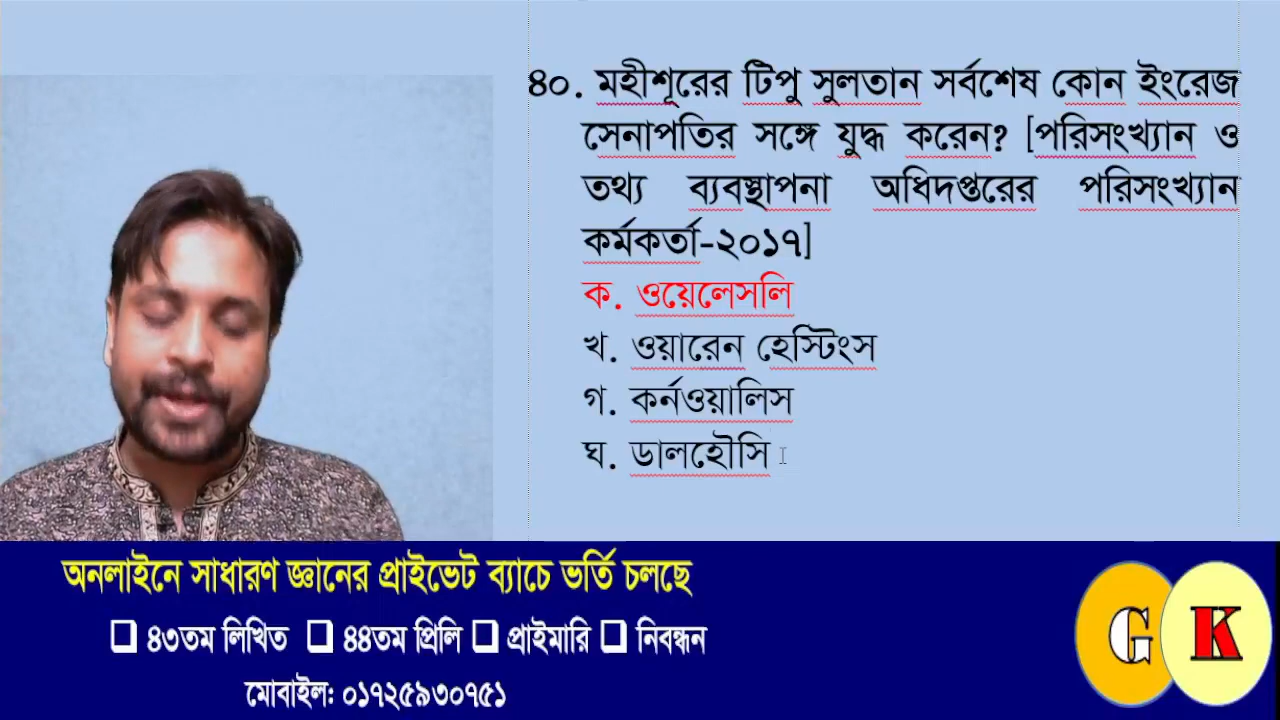 ৪০. মহীশূরের টিপু সুলতান সর্বশেষ কোন ইংরেজ
সেনাপতির সঙ্গে যুদ্ধ করেন? [পরিসংখ্যান ও
তথ্য ব্যবস্থাপনা অধিদপ্তরের পরিসংখ্যান
কর্মকর্তা-২০১৭]
ক. ওয়েলেসলি
খ. ওয়ারেন হেস্টিংস
গ. কর্নওয়ালিস
ঘ. ডালহৌসি
অনলাইনে সাধারণ জ্ঞানের প্রাইভেট ব্যাচে ভর্তি চলছে
❑ ৪৩তম লিখিত ❑ ৪৪তম প্রিলি ❑ প্রাইমারি ❑ নিবন্ধন
মোবাইল: ০১৭২৫৯৩০৭৫১
G K